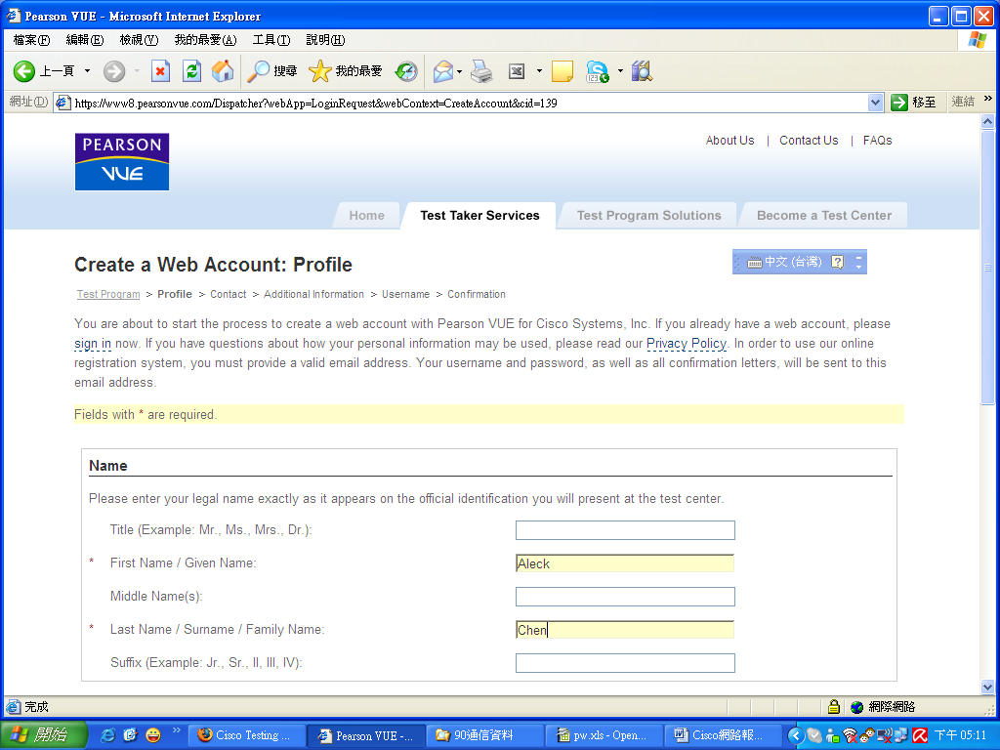 Pearson VUE - Microsoft Internet Explorer
檔案(F) 編輯(E) 檢視(V) 我的最愛(A) 工具(T) 說明(H)
上一頁 搜尋 我的最愛
網址(D) https://www8.pearsonvue.com/Dispatcher?webApp=LoginRequest&webContext=CreateAccount&cid=139 移至 連結 »
PEARSON
VUE
About Us | Contact Us | FAQs
Home Test Taker Services Test Program Solutions Become a Test Center
Create a Web Account: Profile
中文 (台灣)
Test Program > Profile > Contact > Additional Information > Username > Confirmation
You are about to start the process to create a web account with Pearson VUE for Cisco Systems, Inc. If you already have a web account, please
sign in now. If you have questions about how your personal information may be used, please read our Privacy Policy. In order to use our online
registration system, you must provide a valid email address. Your username and password, as well as all confirmation letters, will be sent to this
email address.
Fields with * are required.
Name
Please enter your legal name exactly as it appears on the official identification you will present at the test center.
Title (Example: Mr., Ms., Mrs., Dr.):
* First Name / Given Name: Aleck
Middle Name(s):
* Last Name / Surname / Family Name: Chen
Suffix (Example: Jr., Sr., II, III, IV):
完成 網際網路
開始 » Cisco Testing ... Pearson VUE -... 90通信資料 pw.xls - Open... Cisco網路報... 下午 05:11